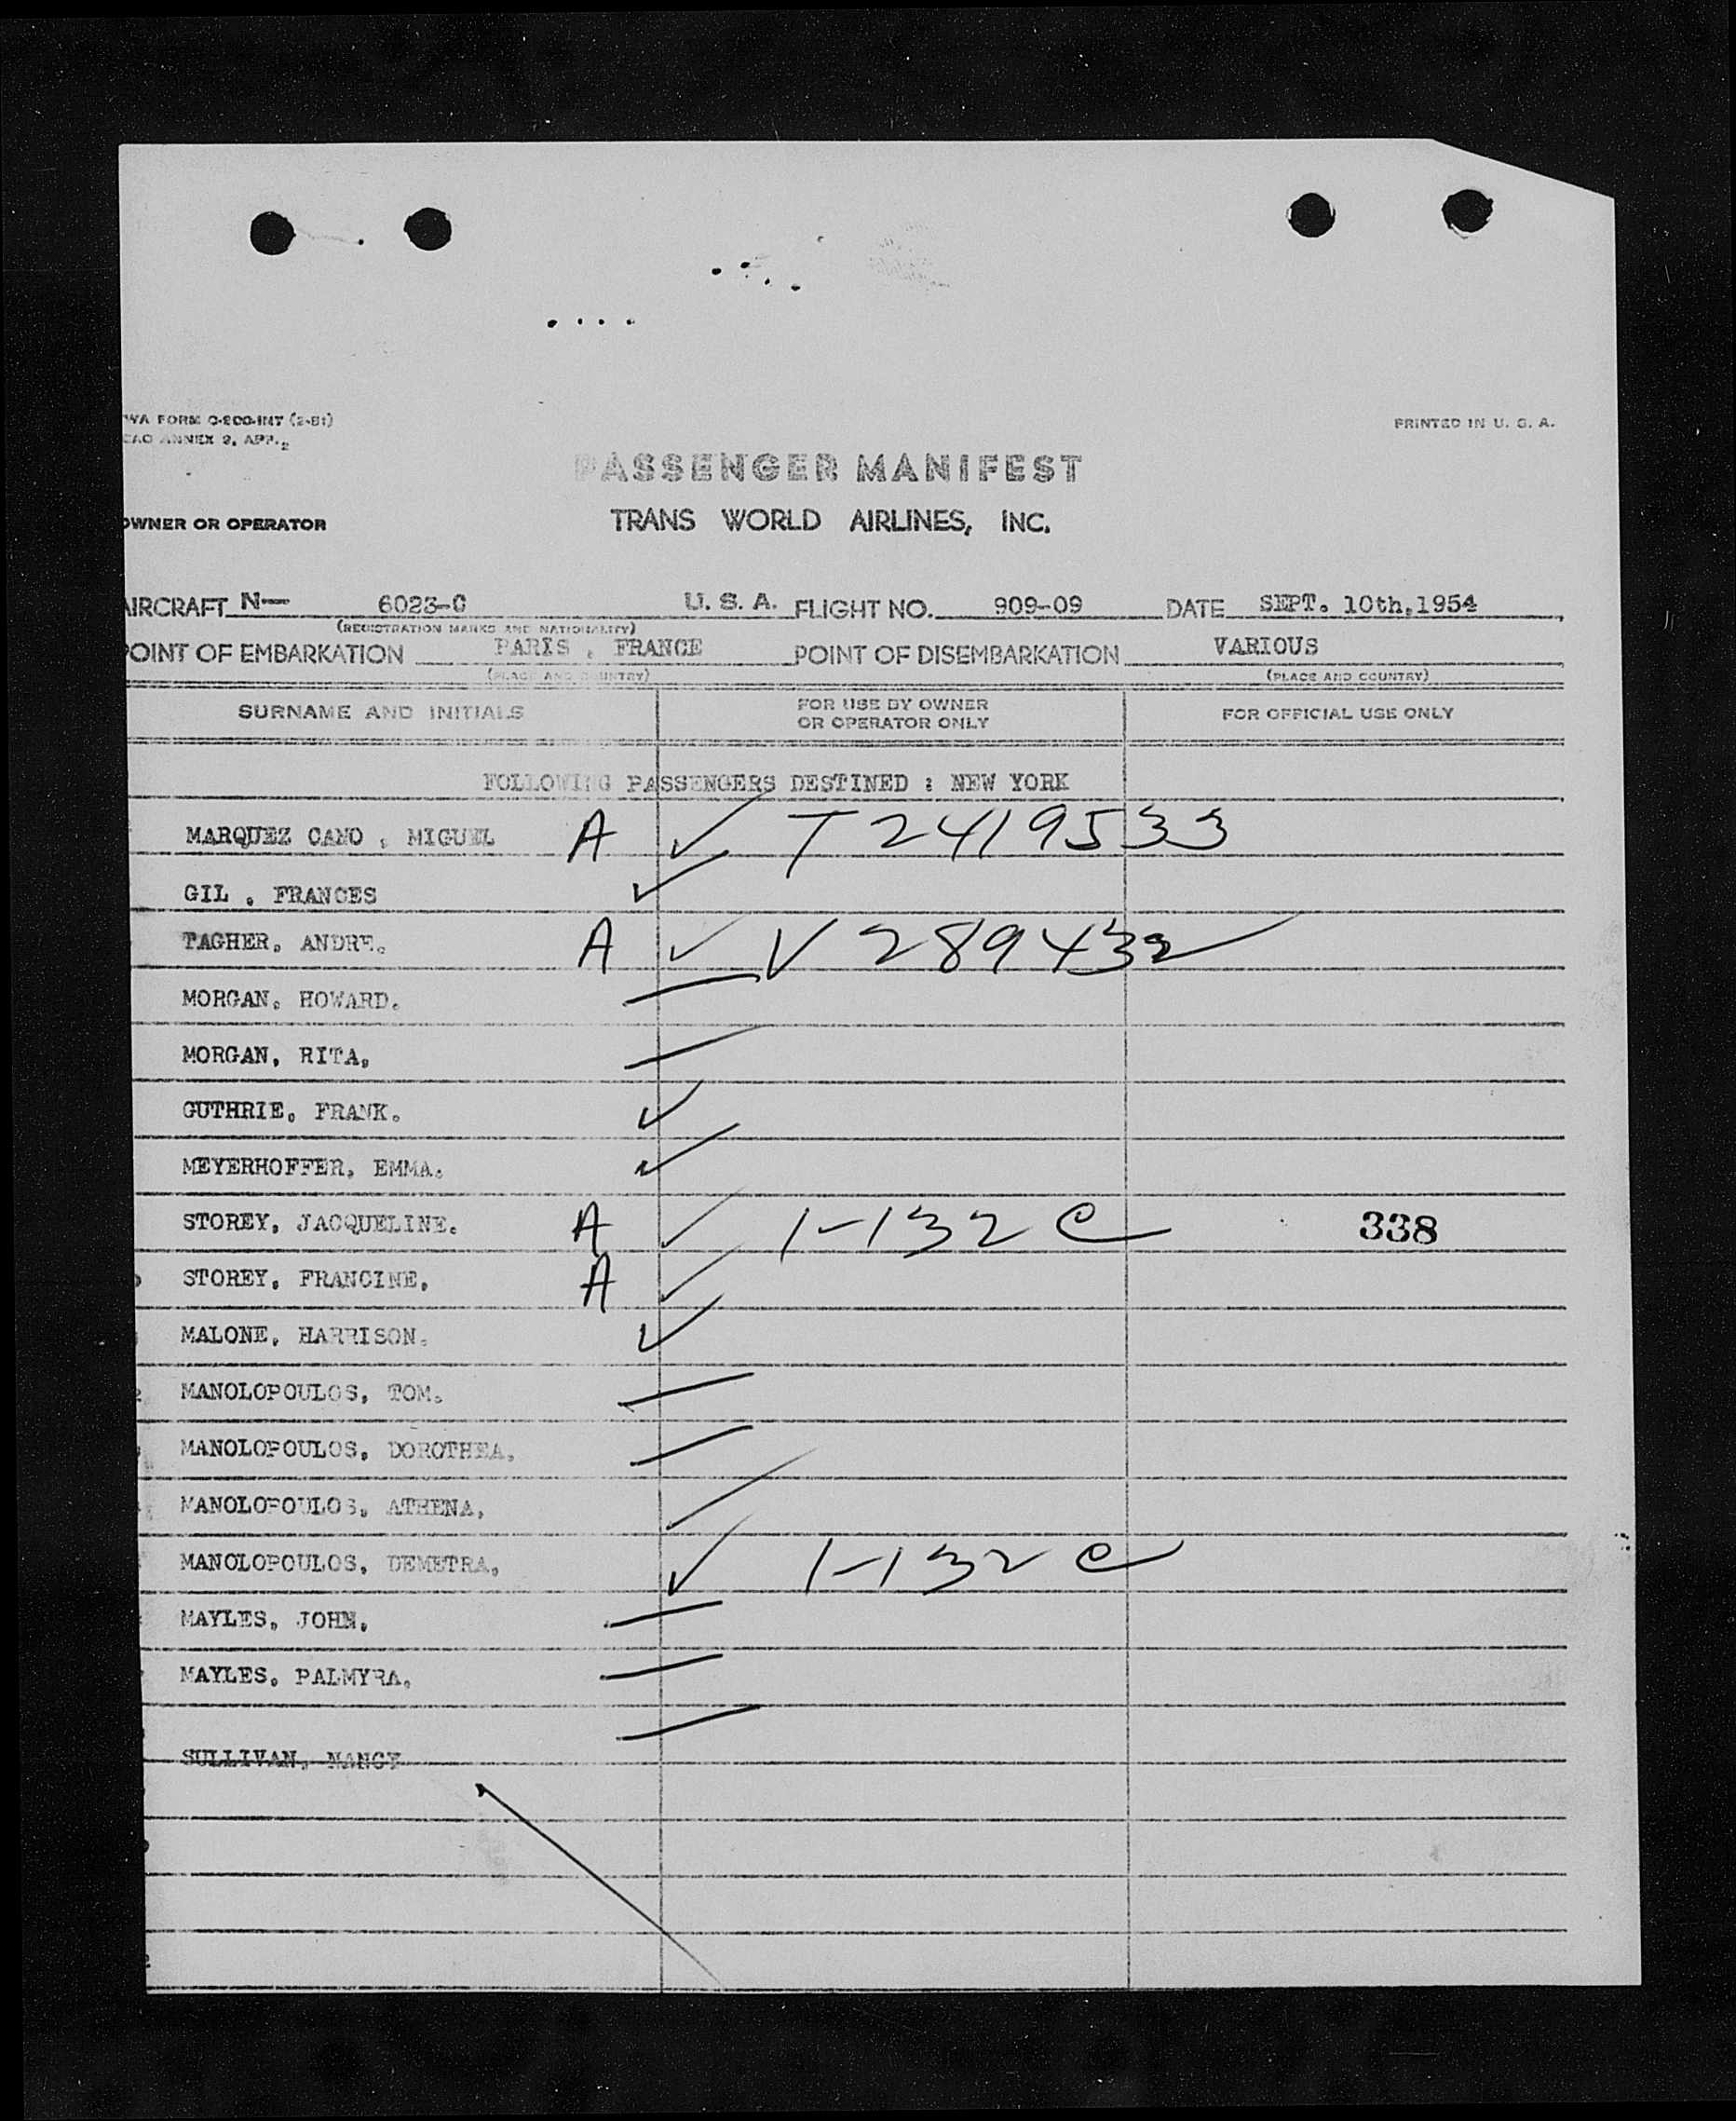 WA FORM C-200-INT (2-51)
CAO ANNEX 9, APP. 2
PRINTED IN U. S. A.
PASSENGER MANIFEST
OWNER OR OPERATOR TRANS WORLD AIRLINES, INC.
AIRCRAFT N— 6023-C U. S. A. FLIGHT NO. 909-09 DATE SEPT. 10th,1954
(REGISTRATION MARKS AND NATIONALITY)
POINT OF EMBARKATION PARIS , FRANCE POINT OF DISEMBARKATION VARIOUS
(PLACE AND COUNTRY) (PLACE AND COUNTRY)
SURNAME AND INITIALS FOR USE BY OWNER OR OPERATOR ONLY FOR OFFICIAL USE ONLY
FOLLOWING PASSENGERS DESTINED : NEW YORK
MARQUEZ CANO , MIGUEL A ✓ T 2419533
GIL , FRANCES ✓
TAGHER, ANDRE. A ✓ V 289432
MORGAN, HOWARD.
MORGAN, RITA,
GUTHRIE, FRANK. ✓
MEYERHOFFER, EMMA. ✓
STOREY, JACQUELINE. A ✓ 1-132 C 338
STOREY, FRANCINE, A ✓
MALONE, HARRISON. ✓
MANOLOPOULOS, TOM.
MANOLOPOULOS, DOROTHEA,
MANOLOPOULOS, ATHENA,
MANOLOPOULOS, DEMETRA, ✓ 1-132 C
MAYLES, JOHN,
MAYLES, PALMYRA,
SULLIVAN, NANCY